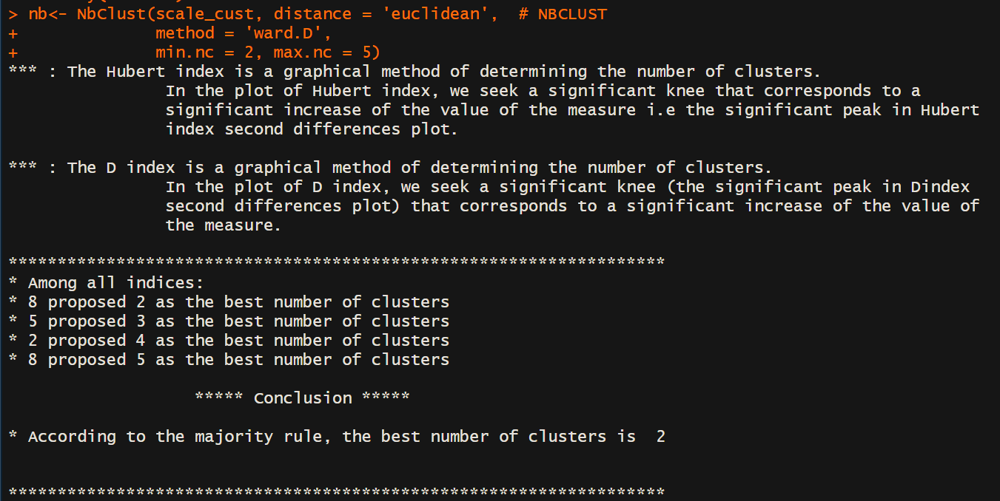 > nb<- NbClust(scale_cust, distance = 'euclidean',  # NBCLUST
+              method = 'ward.D',
+              min.nc = 2, max.nc = 5)
*** : The Hubert index is a graphical method of determining the number of clusters.
                In the plot of Hubert index, we seek a significant knee that corresponds to a
                significant increase of the value of the measure i.e the significant peak in Hubert
                index second differences plot.

*** : The D index is a graphical method of determining the number of clusters.
                In the plot of D index, we seek a significant knee (the significant peak in Dindex
                second differences plot) that corresponds to a significant increase of the value of
                the measure.

*******************************************************************
* Among all indices:
* 8 proposed 2 as the best number of clusters
* 5 proposed 3 as the best number of clusters
* 2 proposed 4 as the best number of clusters
* 8 proposed 5 as the best number of clusters

                   ***** Conclusion *****

* According to the majority rule, the best number of clusters is  2


*******************************************************************